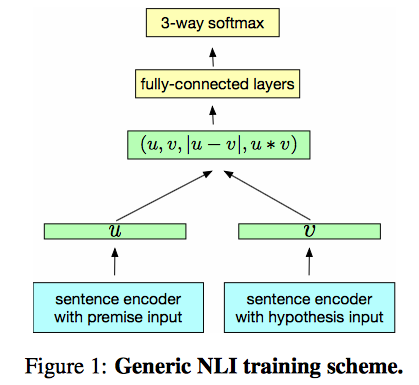 3-way softmax
fully-connected layers
(u, v, |u − v|, u ∗ v)
u
v
sentence encoder
with premise input
sentence encoder
with hypothesis input
Figure 1: Generic NLI training scheme.